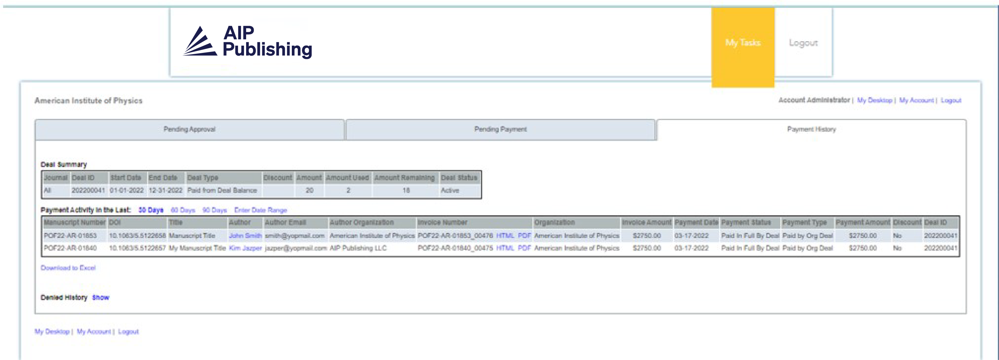 AIP
Publishing
My Tasks
Logout
American Institute of Physics
Account Administrator | My Desktop | My Account | Logout
Pending Approval
Pending Payment
Payment History
Deal Summary
Journal Deal ID Start Date End Date Deal Type Discount Amount Amount Used Amount Remaining Deal Status
All 202200041 01-01-2022 12-31-2022 Paid from Deal Balance 20 2 18 Active
Payment Activity in the Last: 30 Days 60 Days 90 Days Enter Date Range
Manuscript Number DOI Title Author Author Email Author Organization Invoice Number Organization Invoice Amount Payment Date Payment Status Payment Type Payment Amount Discount Deal ID
POF22-AR-01853 10.1063/5.5122658 Manuscript Title John Smith smith@yopmail.com American Institute of Physics POF22-AR-01853_00476 HTML PDF American Institute of Physics $2750.00 03-17-2022 Paid In Full By Deal Paid by Org Deal $2750.00 No 202200041
POF22-AR-01840 10.1063/5.5122657 My Manuscript Title Kim Jazper jazper@yopmail.com AIP Publishing LLC POF22-AR-01840_00475 HTML PDF American Institute of Physics $2750.00 03-17-2022 Paid In Full By Deal Paid by Org Deal $2750.00 No 202200041
Download to Excel
Denied History Show
My Desktop | My Account | Logout